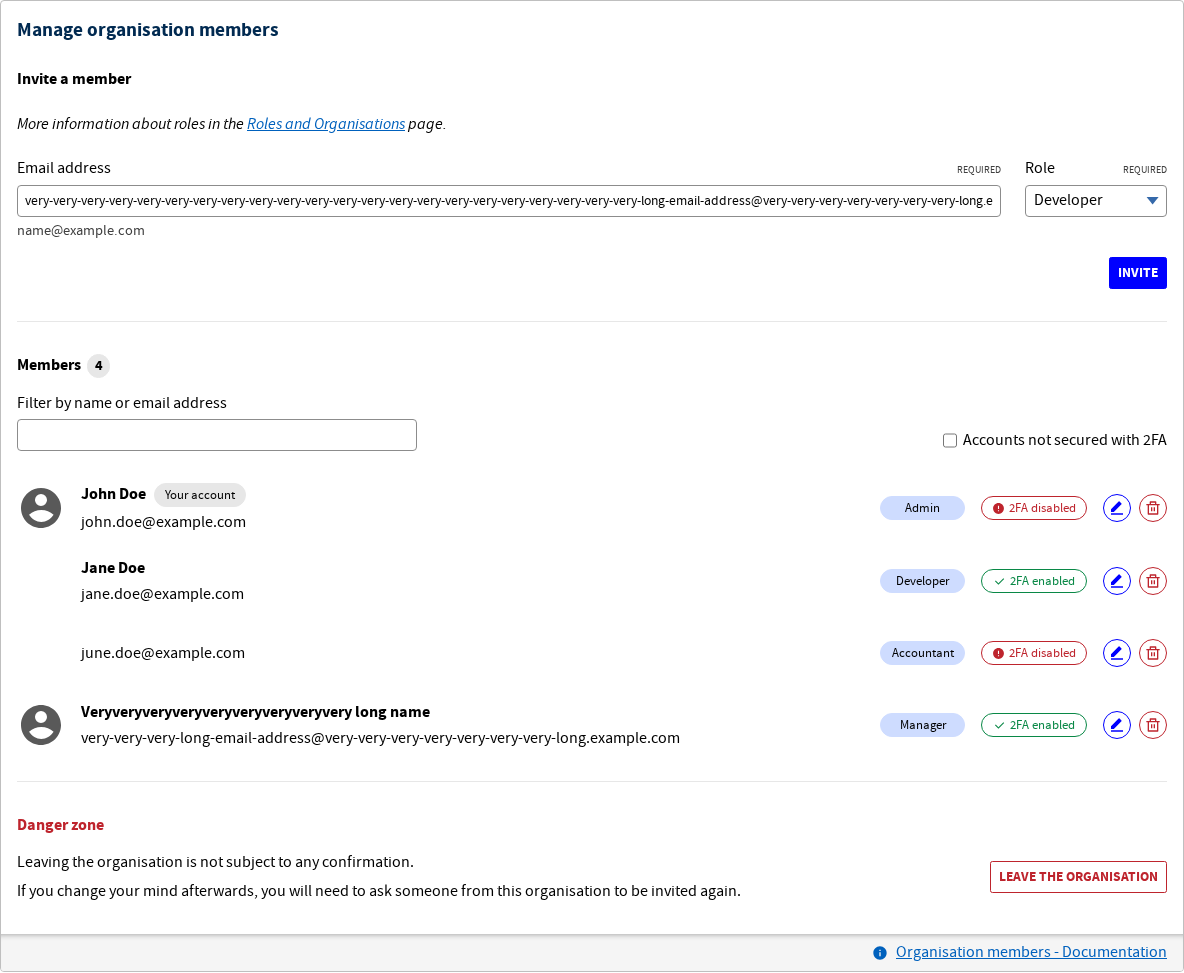 Manage organisation members
Invite a member
More information about roles in the Roles and Organisations page.
Email address REQUIRED Role REQUIRED
very-very-very-very-very-very-very-very-very-very-very-very-very-very-very-very-very-very-very-very-very-very-long-email-address@very-very-very-very-very-very-very-long.e Developer
name@example.com
INVITE
Members 4
Filter by name or email address
Accounts not secured with 2FA
John Doe Your account
john.doe@example.com
Admin 2FA disabled
Jane Doe
jane.doe@example.com
Developer 2FA enabled
june.doe@example.com Accountant 2FA disabled
Veryveryveryveryveryveryveryveryvery long name
very-very-very-long-email-address@very-very-very-very-very-very-very-very-long.example.com
Manager 2FA enabled
Danger zone
Leaving the organisation is not subject to any confirmation.
If you change your mind afterwards, you will need to ask someone from this organisation to be invited again.
LEAVE THE ORGANISATION
Organisation members - Documentation